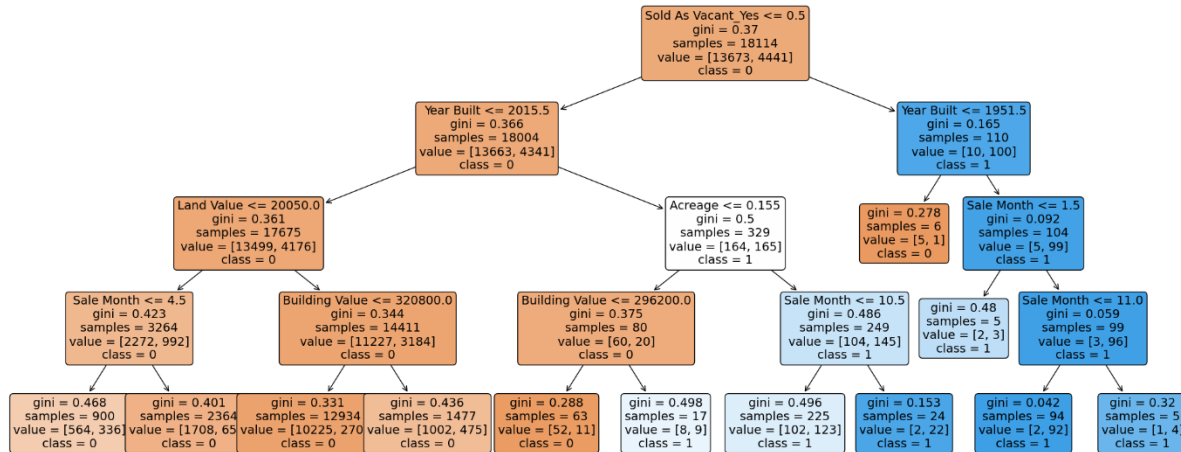 Sold As Vacant_Yes <= 0.5
gini = 0.37
samples = 18114
value = [13673, 4441]
class = 0
Year Built <= 2015.5
gini = 0.366
samples = 18004
value = [13663, 4341]
class = 0
Year Built <= 1951.5
gini = 0.165
samples = 110
value = [10, 100]
class = 1
Land Value <= 20050.0
gini = 0.361
samples = 17675
value = [13499, 4176]
class = 0
Acreage <= 0.155
gini = 0.5
samples = 329
value = [164, 165]
class = 1
gini = 0.278
samples = 6
value = [5, 1]
class = 0
Sale Month <= 1.5
gini = 0.092
samples = 104
value = [5, 99]
class = 1
Sale Month <= 4.5
gini = 0.423
samples = 3264
value = [2272, 992]
class = 0
Building Value <= 320800.0
gini = 0.344
samples = 14411
value = [11227, 3184]
class = 0
Building Value <= 296200.0
gini = 0.375
samples = 80
value = [60, 20]
class = 0
Sale Month <= 10.5
gini = 0.486
samples = 249
value = [104, 145]
class = 1
gini = 0.48
samples = 5
value = [2, 3]
class = 1
Sale Month <= 11.0
gini = 0.059
samples = 99
value = [3, 96]
class = 1
gini = 0.468
samples = 900
value = [564, 336]
class = 0
gini = 0.401
samples = 2364
value = [1708, 65
class = 0
gini = 0.331
samples = 12934
value = [10225, 270
class = 0
gini = 0.436
samples = 1477
value = [1002, 475]
class = 0
gini = 0.288
samples = 63
value = [52, 11]
class = 0
gini = 0.498
samples = 17
value = [8, 9]
class = 1
gini = 0.496
samples = 225
value = [102, 123]
class = 1
gini = 0.153
samples = 24
value = [2, 22]
class = 1
gini = 0.042
samples = 94
value = [2, 92]
class = 1
gini = 0.32
samples = 5
value = [1, 4]
class = 1